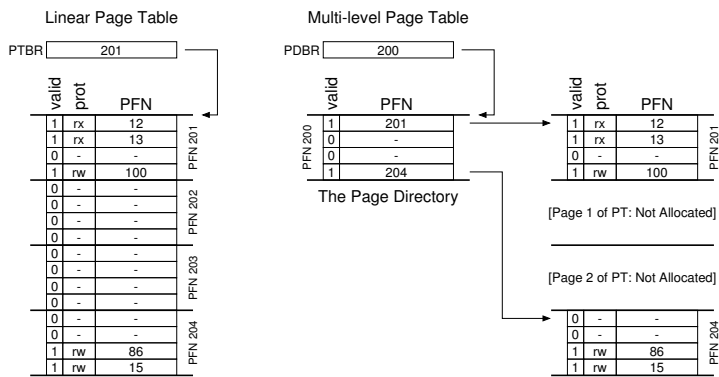 Linear Page Table
PTBR 201
valid prot PFN
1 rx 12
1 rx 13
0 - -
1 rw 100
PFN 201
0 - -
0 - -
0 - -
0 - -
PFN 202
0 - -
0 - -
0 - -
0 - -
PFN 203
0 - -
0 - -
1 rw 86
1 rw 15
PFN 204
Multi-level Page Table
PDBR 200
valid PFN
PFN 200
1 201
0 -
0 -
1 204
The Page Directory
valid prot PFN
1 rx 12
1 rx 13
0 - -
1 rw 100
PFN 201
[Page 1 of PT: Not Allocated]
[Page 2 of PT: Not Allocated]
0 - -
0 - -
1 rw 86
1 rw 15
PFN 204